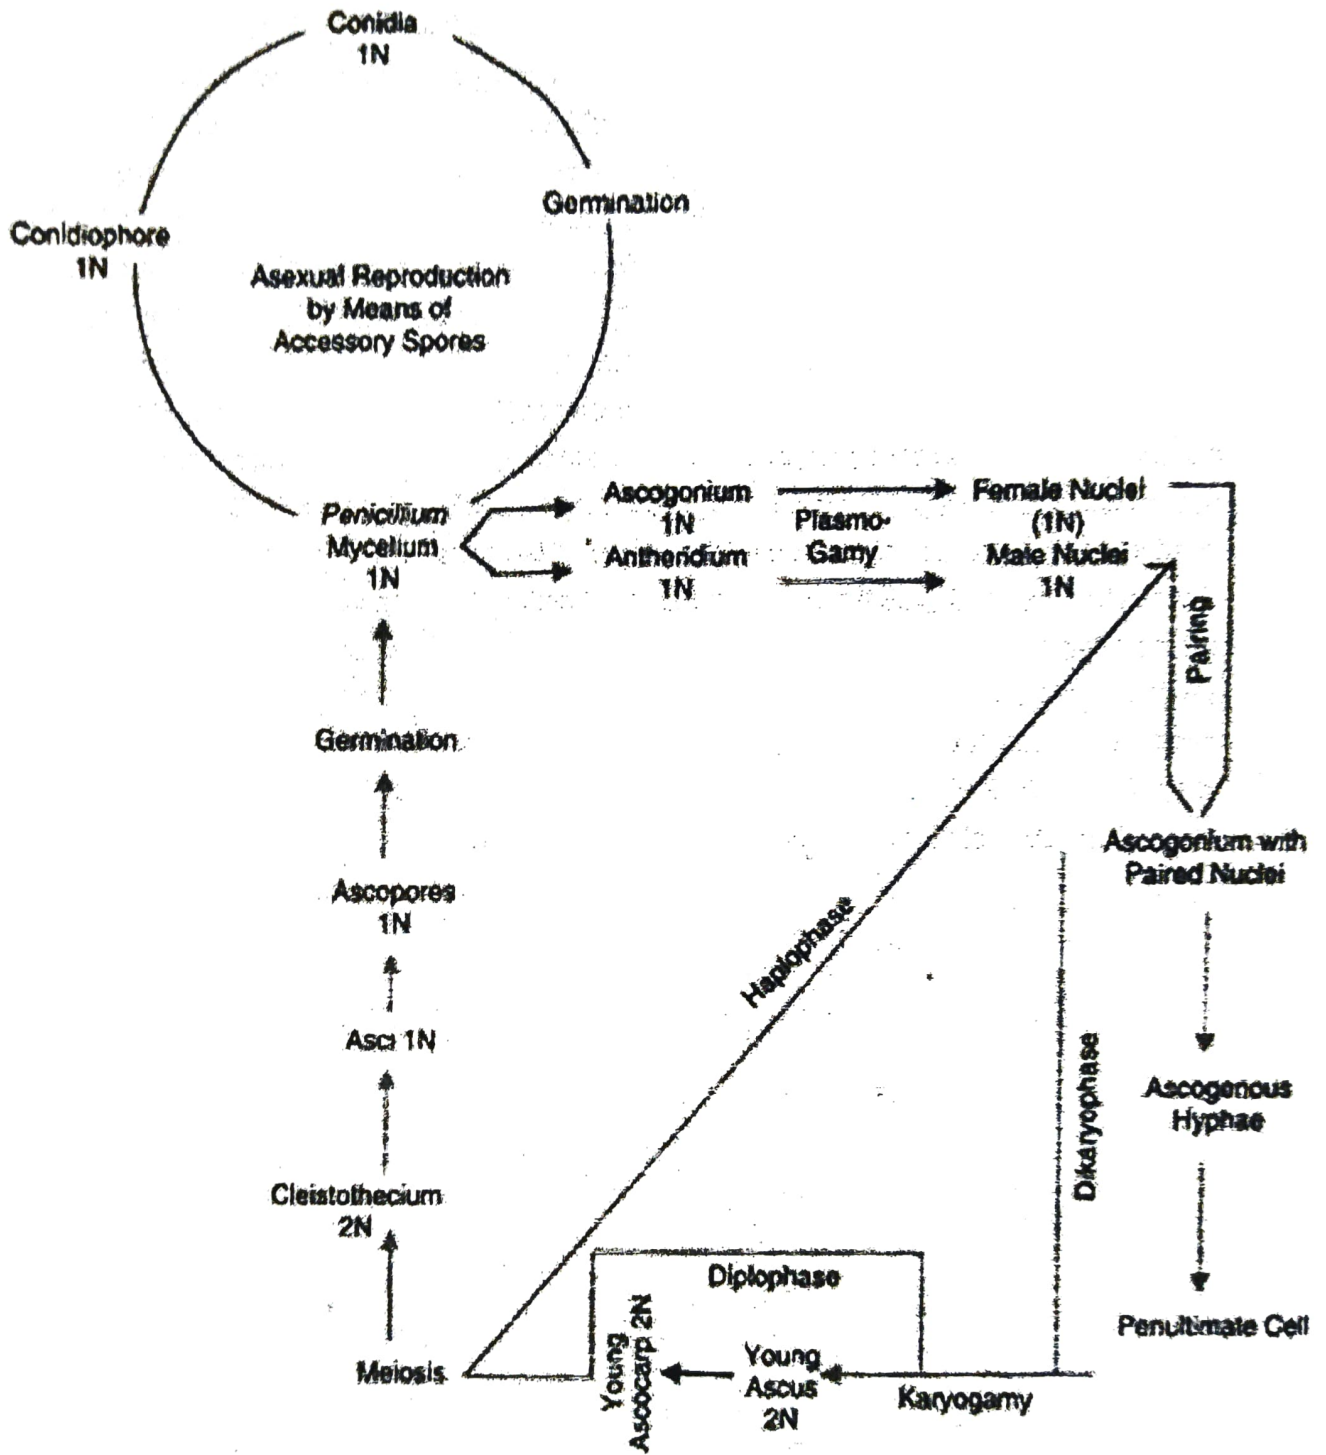 Conidia
1N
Germination
Conidiophore
1N
Asexual Reproduction
by Means of
Accessory Spores
Penicillium
Mycelium
1N
Ascogonium
1N
Antheridium
1N
Plasmo-
Gamy
Female Nuclei
(1N)
Male Nuclei
1N
Pairing
Ascogonium with
Paired Nuclei
Ascogenous
Hyphae
Penultimate Cell
Dikaryophase
Haplophase
Diplophase
Karyogamy
Young
Ascus
2N
Young
Ascocarp 2N
Meiosis
Cleistothecium
2N
Asci 1N
Ascopores
1N
Germination